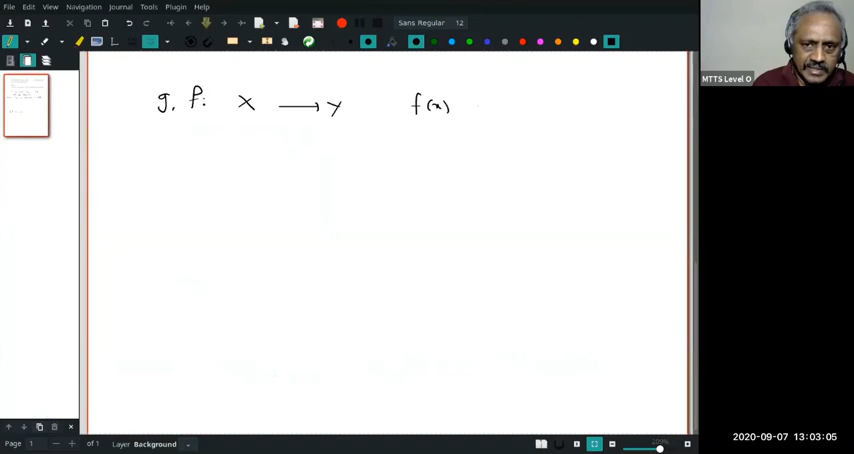 File Edit View Navigation Journal Tools Plugin Help
Sans Regular 12
g, f: X → Y f(x)
MTTS Level O
Page 1 of 1 Layer Background 209%
2020-09-07 13:03:05